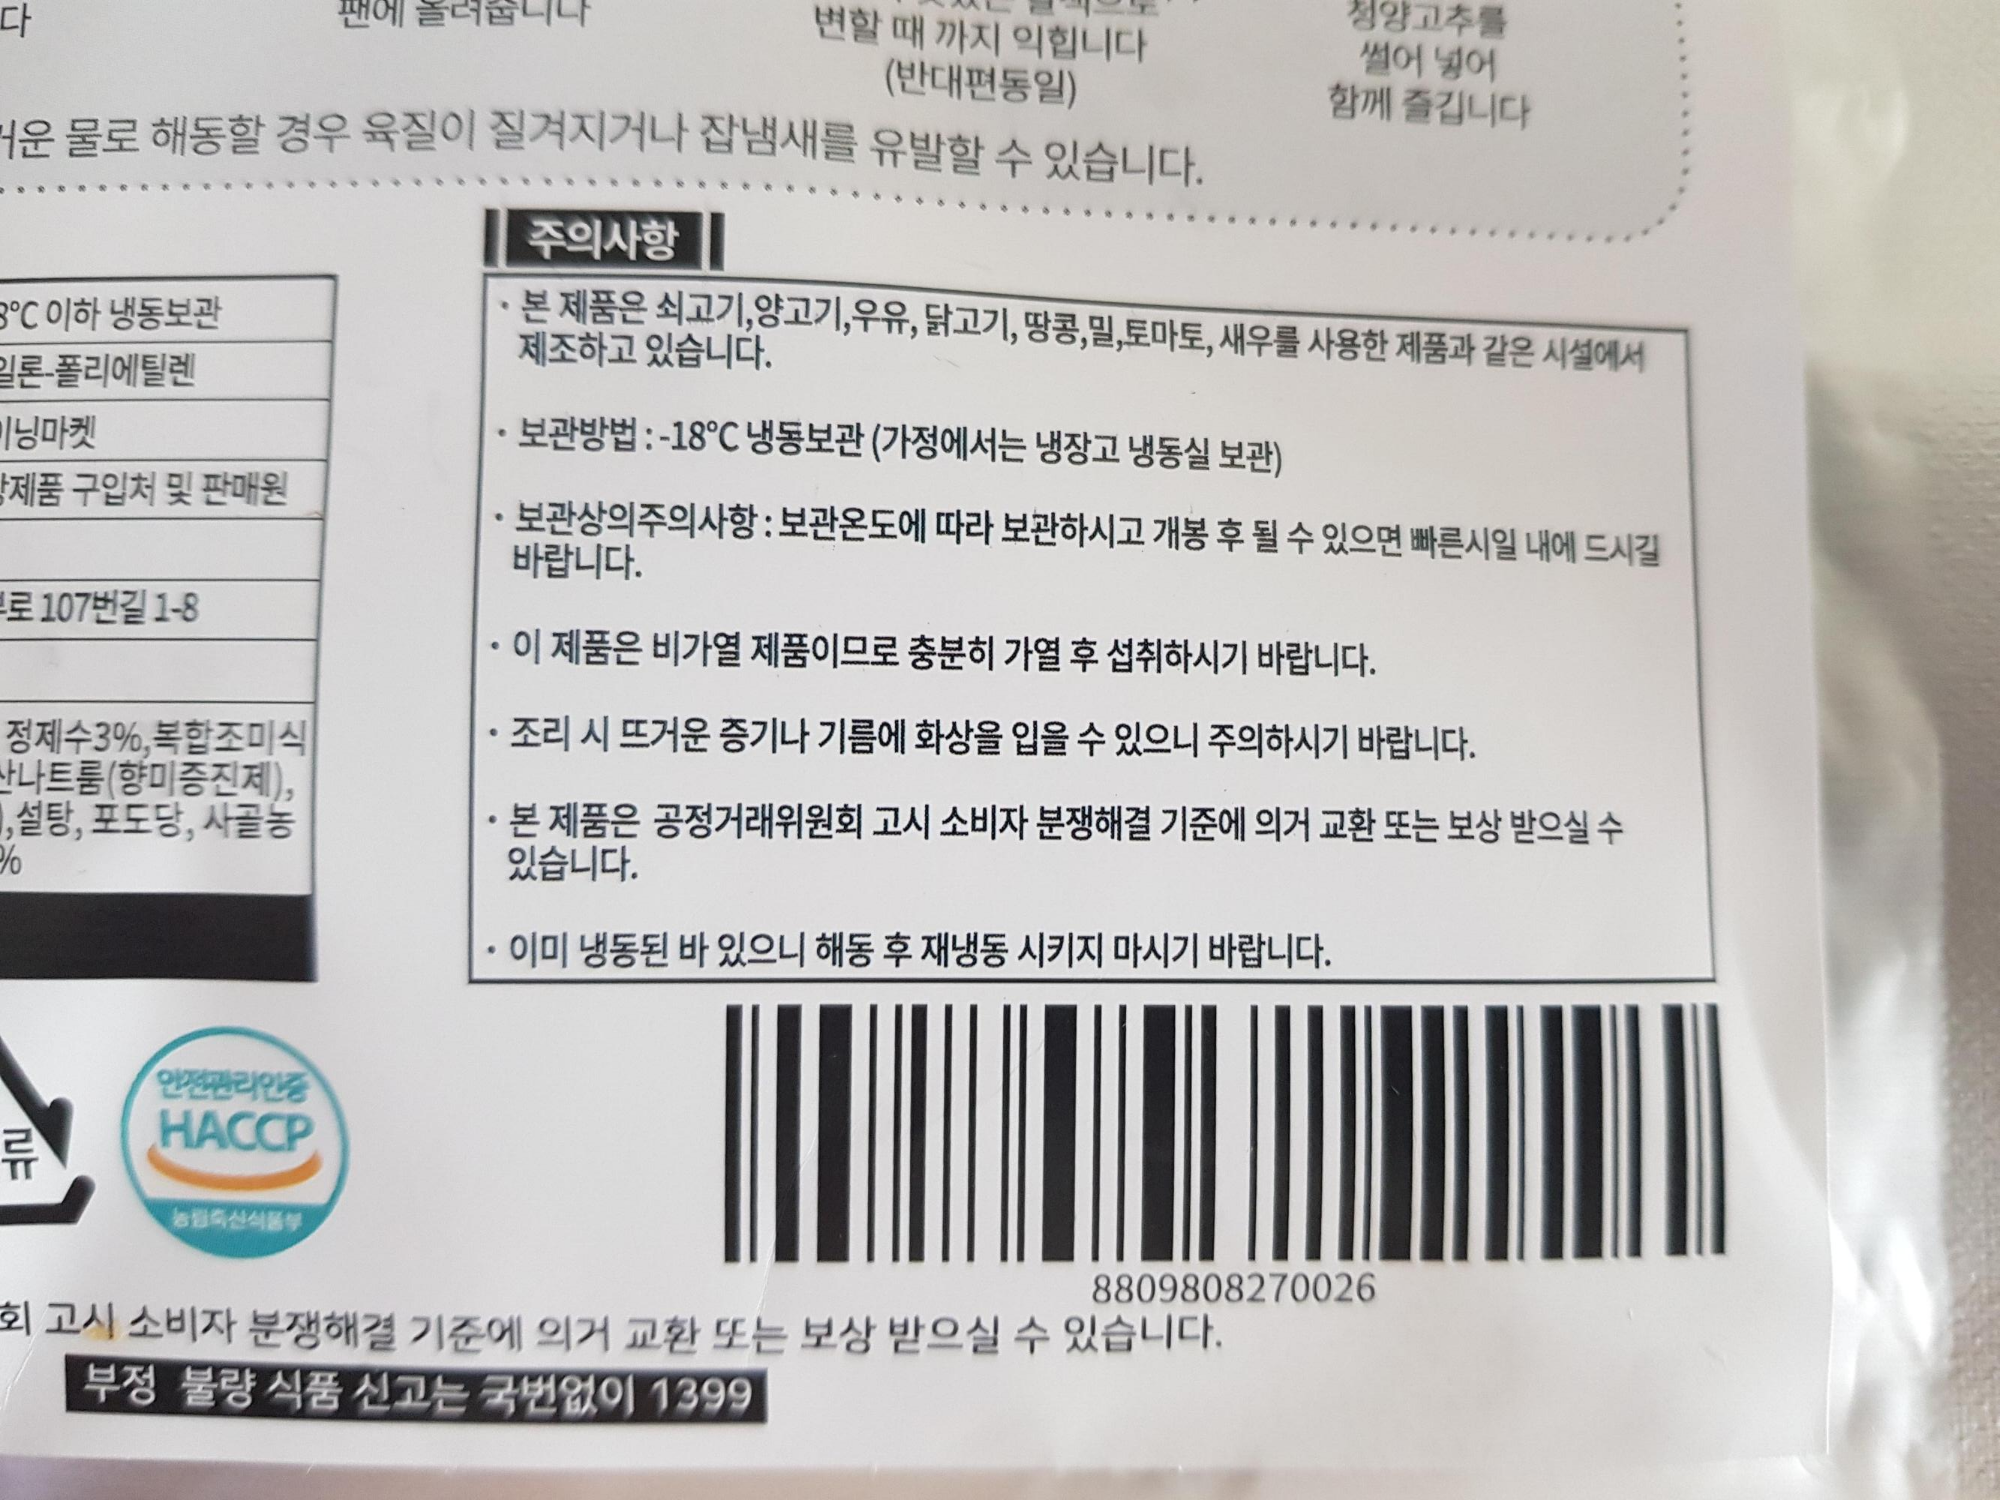 다
팬에 올려줍니다
변할 때 까지 익힙니다
(반대편동일)
청양고추를
썰어 넣어
함께 즐깁니다
거운 물로 해동할 경우 육질이 질겨지거나 잡냄새를 유발할 수 있습니다.
주의사항
8°C 이하 냉동보관
일론-폴리에틸렌
이닝마켓
제품 구입처 및 판매원
로 107번길 1-8
정제수3%,복합조미식
산나트륨(향미증진제),
),설탕, 포도당, 사골농
%
· 본 제품은 쇠고기,양고기,우유, 닭고기, 땅콩,밀,토마토, 새우를 사용한 제품과 같은 시설에서
제조하고 있습니다.
· 보관방법 : -18°C 냉동보관 (가정에서는 냉장고 냉동실 보관)
· 보관상의주의사항 : 보관온도에 따라 보관하시고 개봉 후 될 수 있으면 빠른시일 내에 드시길
바랍니다.
· 이 제품은 비가열 제품이므로 충분히 가열 후 섭취하시기 바랍니다.
· 조리 시 뜨거운 증기나 기름에 화상을 입을 수 있으니 주의하시기 바랍니다.
· 본 제품은 공정거래위원회 고시 소비자 분쟁해결 기준에 의거 교환 또는 보상 받으실 수
있습니다.
· 이미 냉동된 바 있으니 해동 후 재냉동 시키지 마시기 바랍니다.
류
안전관리인증
HACCP
농림축산식품부
8809808270026
회 고시 소비자 분쟁해결 기준에 의거 교환 또는 보상 받으실 수 있습니다.
부정 불량 식품 신고는 국번없이 1399